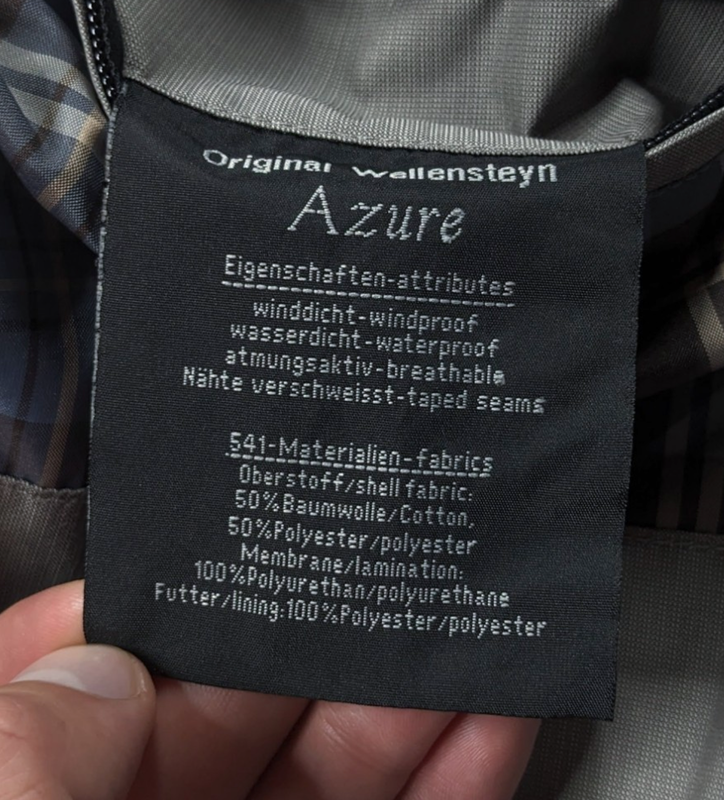 Original Wallensteyn
Azure
Eigenschaften-attributes
winddicht-windproof
wasserdicht-waterproof
atmungsaktiv-breathable
Nähte verschweisst-taped seams
541-Materialien-fabrics
Oberstoff/shell fabric:
50%Baumwolle/Cotton,
50%Polyester/polyester
Membrane/lamination:
100%Polyurethan/polyurethane
Futter/lining:100%Polyester/polyester